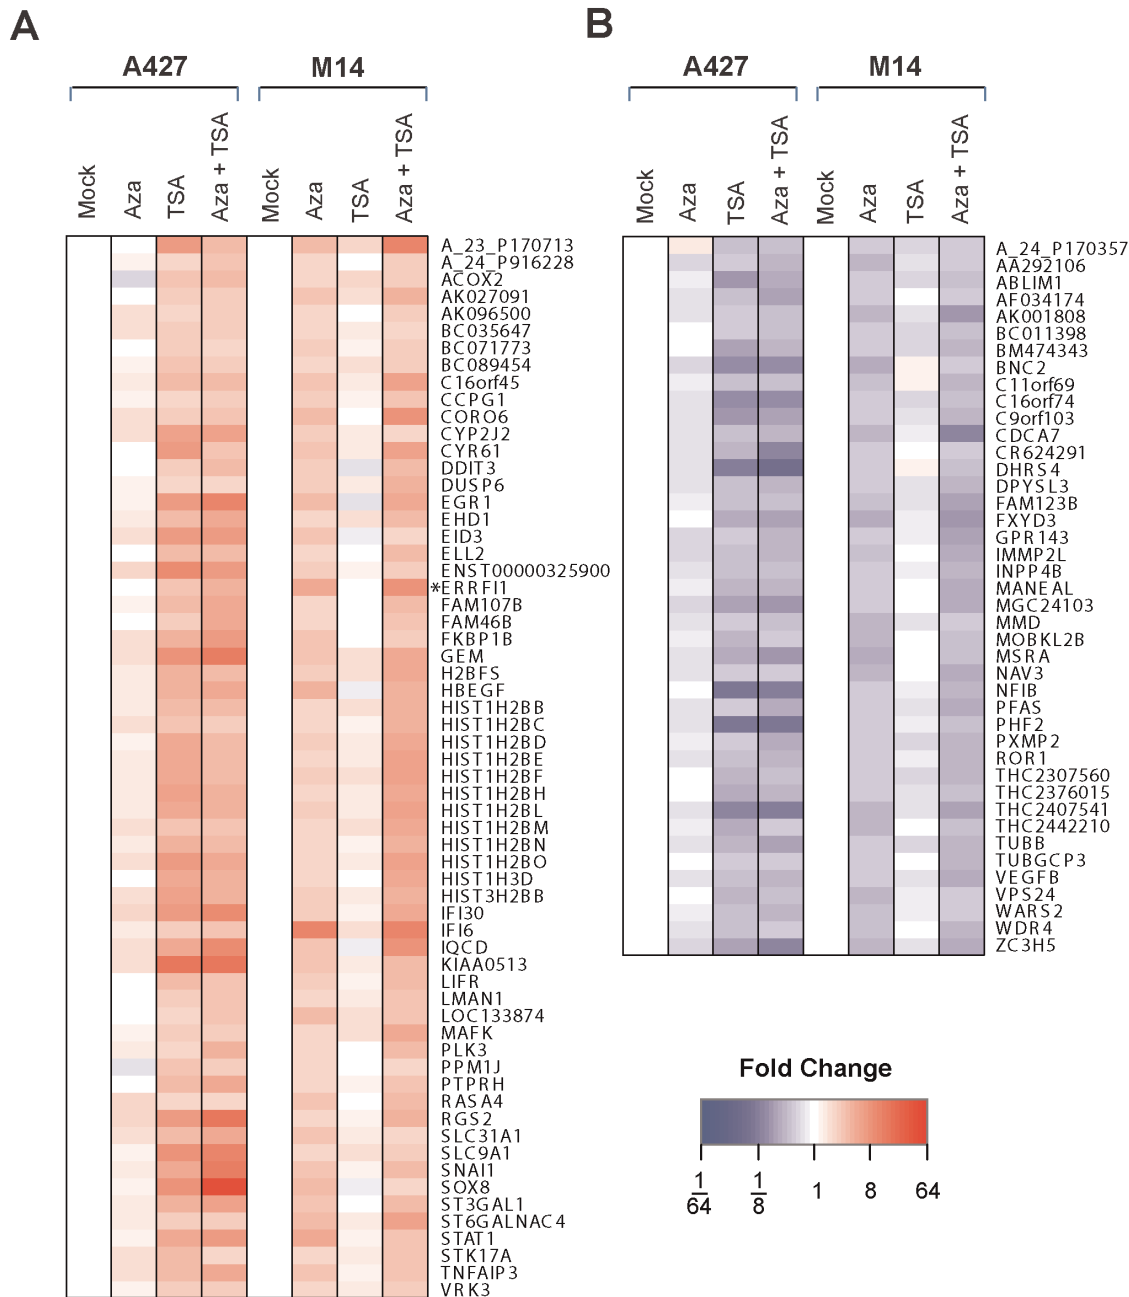 A
B
A427
M14
A427
M14
Mock
Aza
TSA
Aza + TSA
Mock
Aza
TSA
Aza + TSA
Mock
Aza
TSA
Aza + TSA
Mock
Aza
TSA
Aza + TSA
A_23_P170713
A_24_P916228
ACOX2
AK027091
AK096500
BC035647
BC071773
BC089454
C16orf45
CCPG1
CORO6
CYP2J2
CYR61
DDIT3
DUSP6
EGR1
EHD1
EID3
ELL2
ENST00000325900
*ERRFI1
FAM107B
FAM46B
FKBP1B
GEM
H2BFS
HBEGF
HIST1H2BB
HIST1H2BC
HIST1H2BD
HIST1H2BE
HIST1H2BF
HIST1H2BH
HIST1H2BL
HIST1H2BM
HIST1H2BN
HIST1H2BO
HIST1H3D
HIST3H2BB
IFI30
IFI6
IQCD
KIAA0513
LIFR
LMAN1
LOC133874
MAFK
PLK3
PPM1J
PTPRH
RASA4
RGS2
SLC31A1
SLC9A1
SNAI1
SOX8
ST3GAL1
ST6GALNAC4
STAT1
STK17A
TNFAIP3
VRK3
A_24_P170357
AA292106
ABLIM1
AF034174
AK001808
BC011398
BM474343
BNC2
C11orf69
C16orf74
C9orf103
CDCA7
CR624291
DHRS4
DPYSL3
FAM123B
FXYD3
GPR143
IMMP2L
INPP4B
MANEAL
MGC24103
MMD
MOBKL2B
MSRA
NAV3
NFIB
PFAS
PHF2
PXMP2
ROR1
THC2307560
THC2376015
THC2407541
THC2442210
TUBB
TUBGCP3
VEGFB
VPS24
WARS2
WDR4
ZC3H5
Fold Change
1/64
1/8
1
8
64